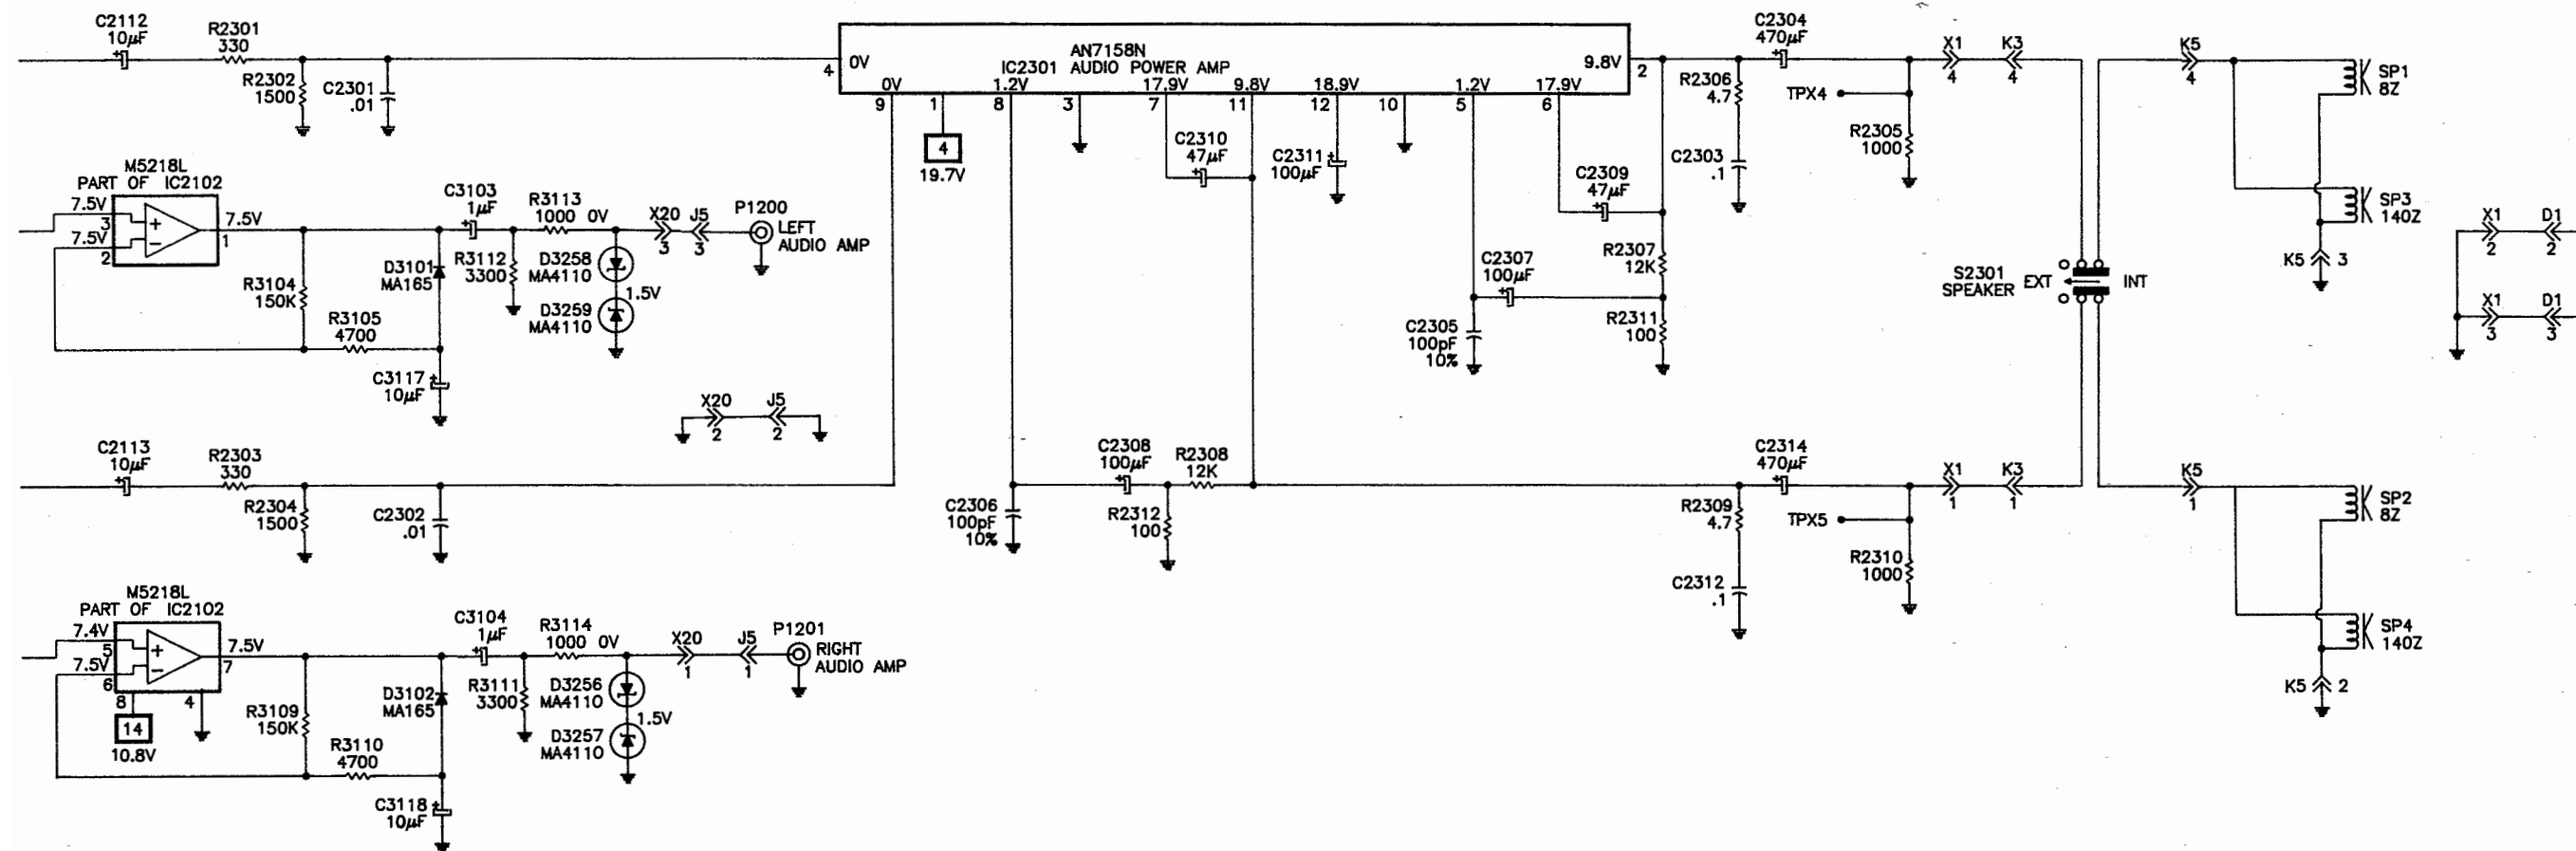 C2112
10µF
R2301
330
R2302
1500
C2301
.01
4
0V
AN7158N
IC2301 AUDIO POWER AMP
9.8V
2
0V
1.2V
17.9V
9.8V
18.9V
1.2V
17.9V
9
1
8
3
7
11
12
10
5
6
4
19.7V
C2310
47µF
C2311
100µF
C2309
47µF
C2307
100µF
C2305
100pF
10%
R2307
12K
R2311
100
C2304
470µF
R2306
4.7
C2303
.1
TPX4
R2305
1000
X1
4
K3
4
K5
4
SP1
8Z
SP3
140Z
K5
3
X1
2
D1
2
X1
3
D1
3
S2301
SPEAKER
EXT
INT
M5218L
PART OF IC2102
7.5V
3
7.5V
2
+
−
7.5V
1
R3104
150K
R3105
4700
D3101
MA165
C3117
10µF
C3103
1µF
R3112
3300
R3113
1000 0V
D3258
MA4110
1.5V
D3259
MA4110
X20
3
J5
3
P1200
LEFT
AUDIO AMP
X20
2
J5
2
C2113
10µF
R2303
330
R2304
1500
C2302
.01
C2306
100pF
10%
C2308
100µF
R2308
12K
R2312
100
C2314
470µF
R2309
4.7
C2312
.1
TPX5
R2310
1000
X1
1
K3
1
K5
1
SP2
8Z
SP4
140Z
K5
2
M5218L
PART OF IC2102
7.4V
5
7.5V
6
+
−
7.5V
7
8
4
14
10.8V
R3109
150K
R3110
4700
D3102
MA165
C3118
10µF
C3104
1µF
R3111
3300
R3114
1000 0V
D3256
MA4110
1.5V
D3257
MA4110
X20
1
J5
1
P1201
RIGHT
AUDIO AMP